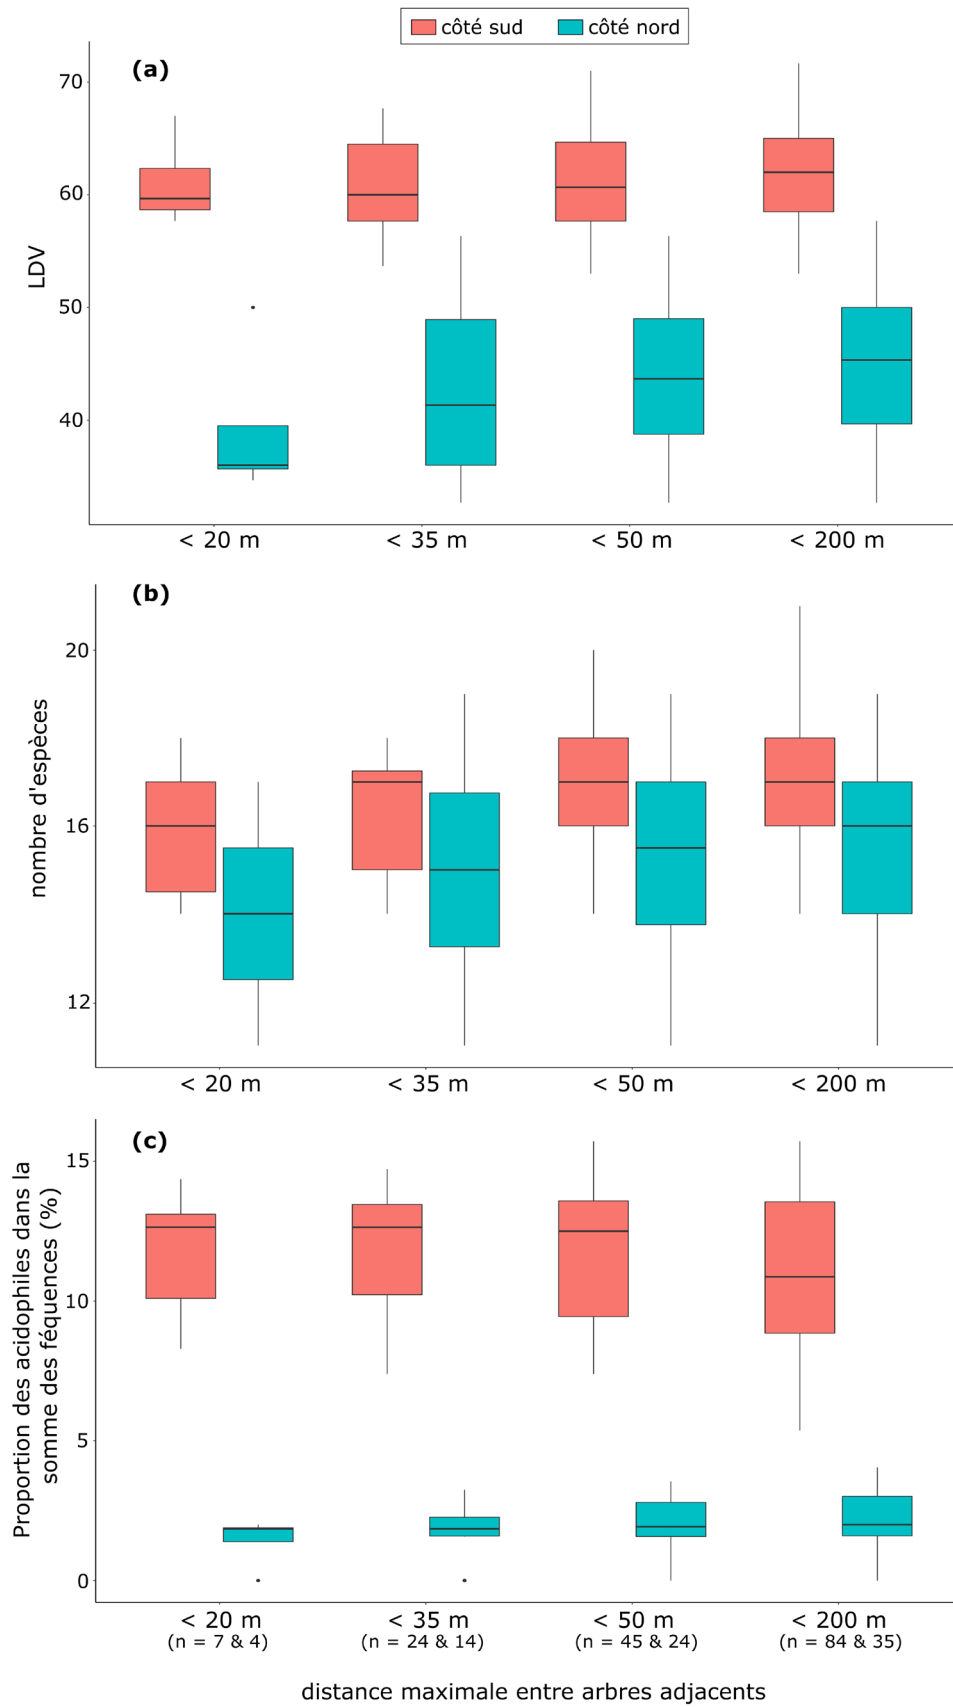 côté sud côté nord
(a)
70
60
50
40
LDV
< 20 m < 35 m < 50 m < 200 m
(b)
20
16
12
nombre d'espèces
< 20 m < 35 m < 50 m < 200 m
(c)
15
10
5
0
Proportion des acidophiles dans la
somme des féquences (%)
< 20 m < 35 m < 50 m < 200 m
(n = 7 & 4) (n = 24 & 14) (n = 45 & 24) (n = 84 & 35)
distance maximale entre arbres adjacents